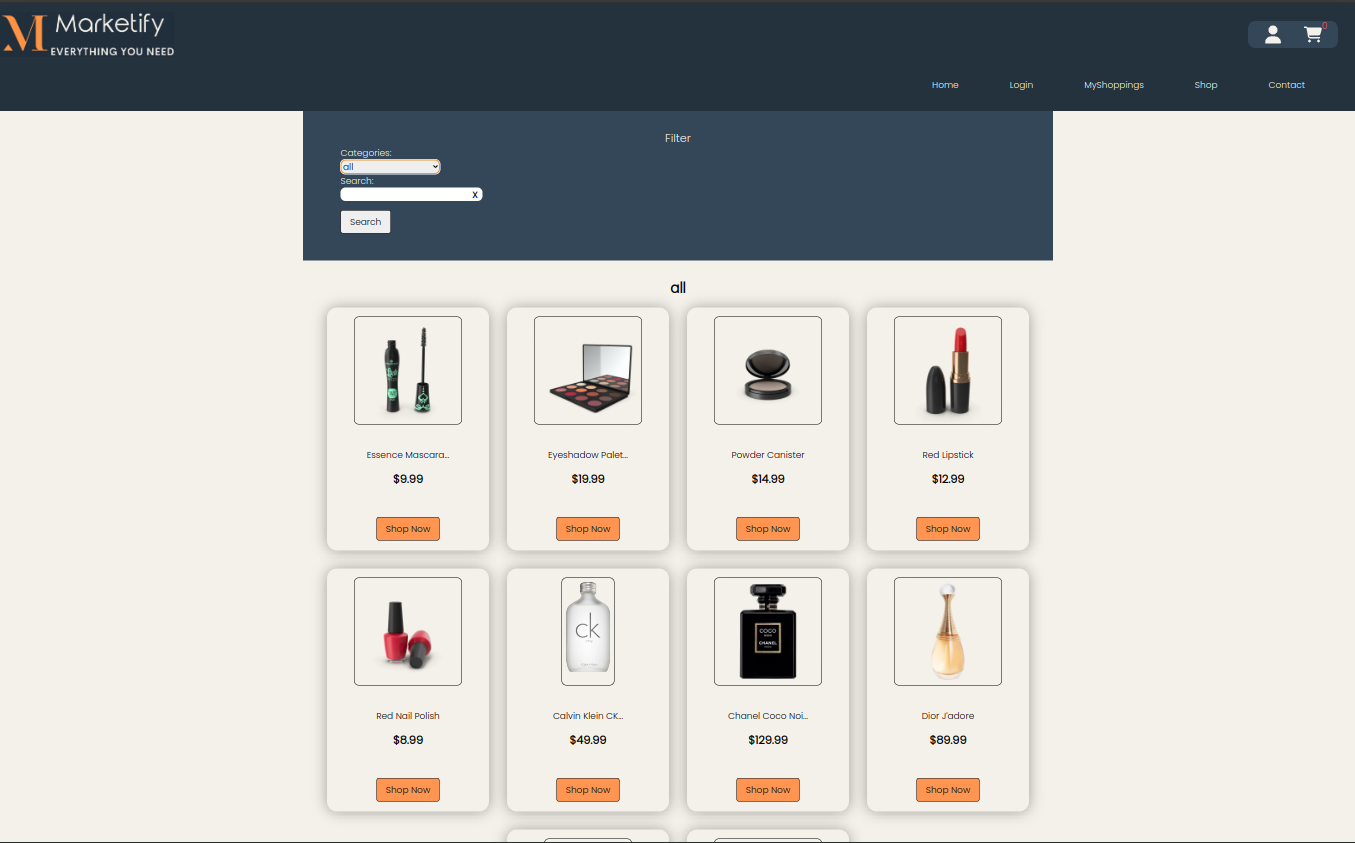 Marketify
EVERYTHING YOU NEED
0
Home Login MyShoppings Shop Contact
Filter
Categories:
all
Search:
x
Search
all
Essence Mascara... Eyeshadow Palet... Powder Canister Red Lipstick
$9.99 $19.99 $14.99 $12.99
Shop Now Shop Now Shop Now Shop Now
ck
COCO
CHANEL
Red Nail Polish Calvin Klein CK... Chanel Coco Noi... Dior J'adore
$8.99 $49.99 $129.99 $89.99
Shop Now Shop Now Shop Now Shop Now